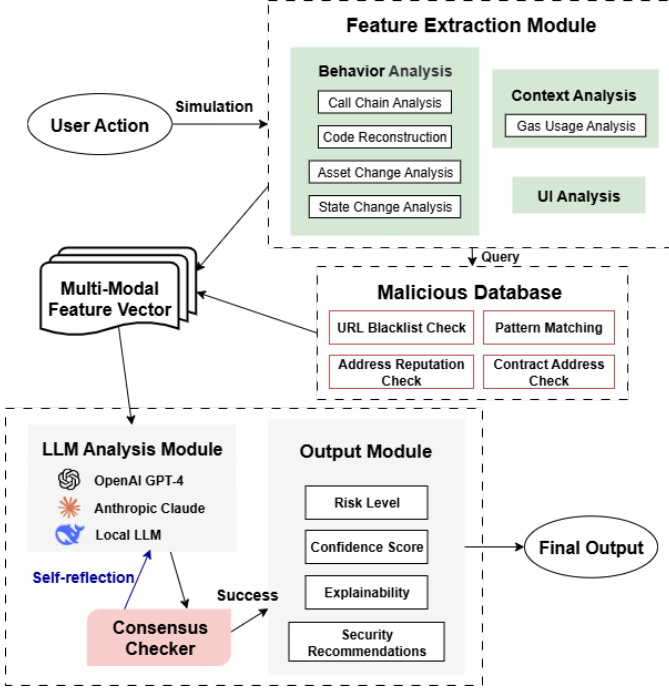 Feature Extraction Module
Behavior Analysis
Call Chain Analysis
Code Reconstruction
Asset Change Analysis
State Change Analysis
Context Analysis
Gas Usage Analysis
UI Analysis
User Action
Simulation
Query
Malicious Database
URL Blacklist Check
Pattern Matching
Address Reputation
Check
Contract Address
Check
Multi-Modal
Feature Vector
LLM Analysis Module
OpenAI GPT-4
Anthropic Claude
Local LLM
Self-reflection
Consensus
Checker
Success
Output Module
Risk Level
Confidence Score
Explainability
Security
Recommendations
Final Output